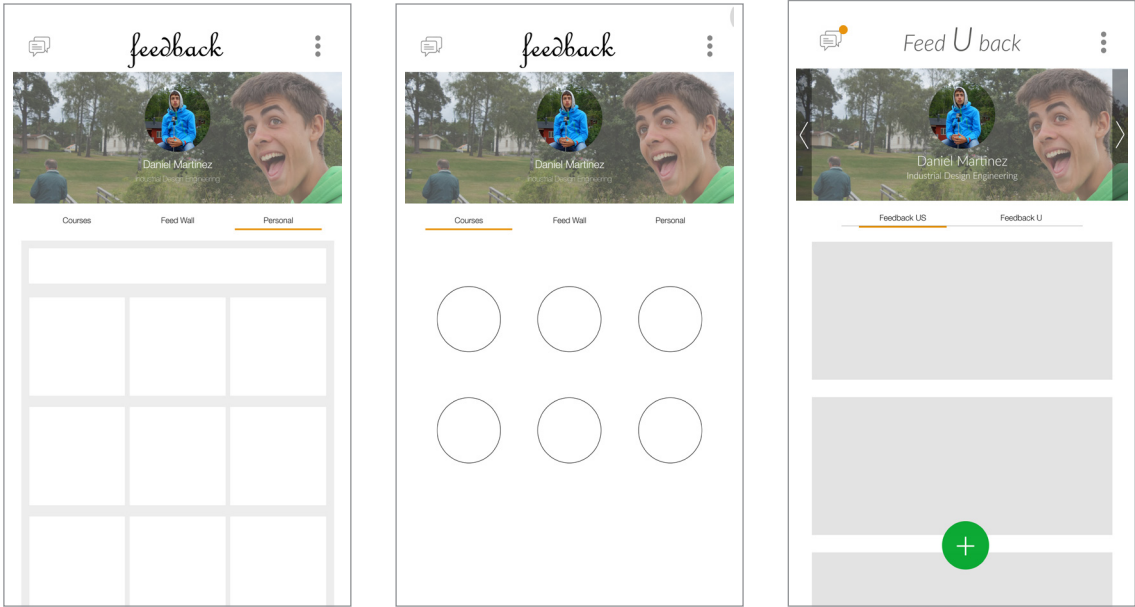 feedback
Daniel Martinez
Industrial Design Engineering
Courses Feed Wall Personal
feedback
Daniel Martinez
Industrial Design Engineering
Courses Feed Wall Personal
Feed U back
Daniel Martinez
Industrial Design Engineering
Feedback US Feedback U